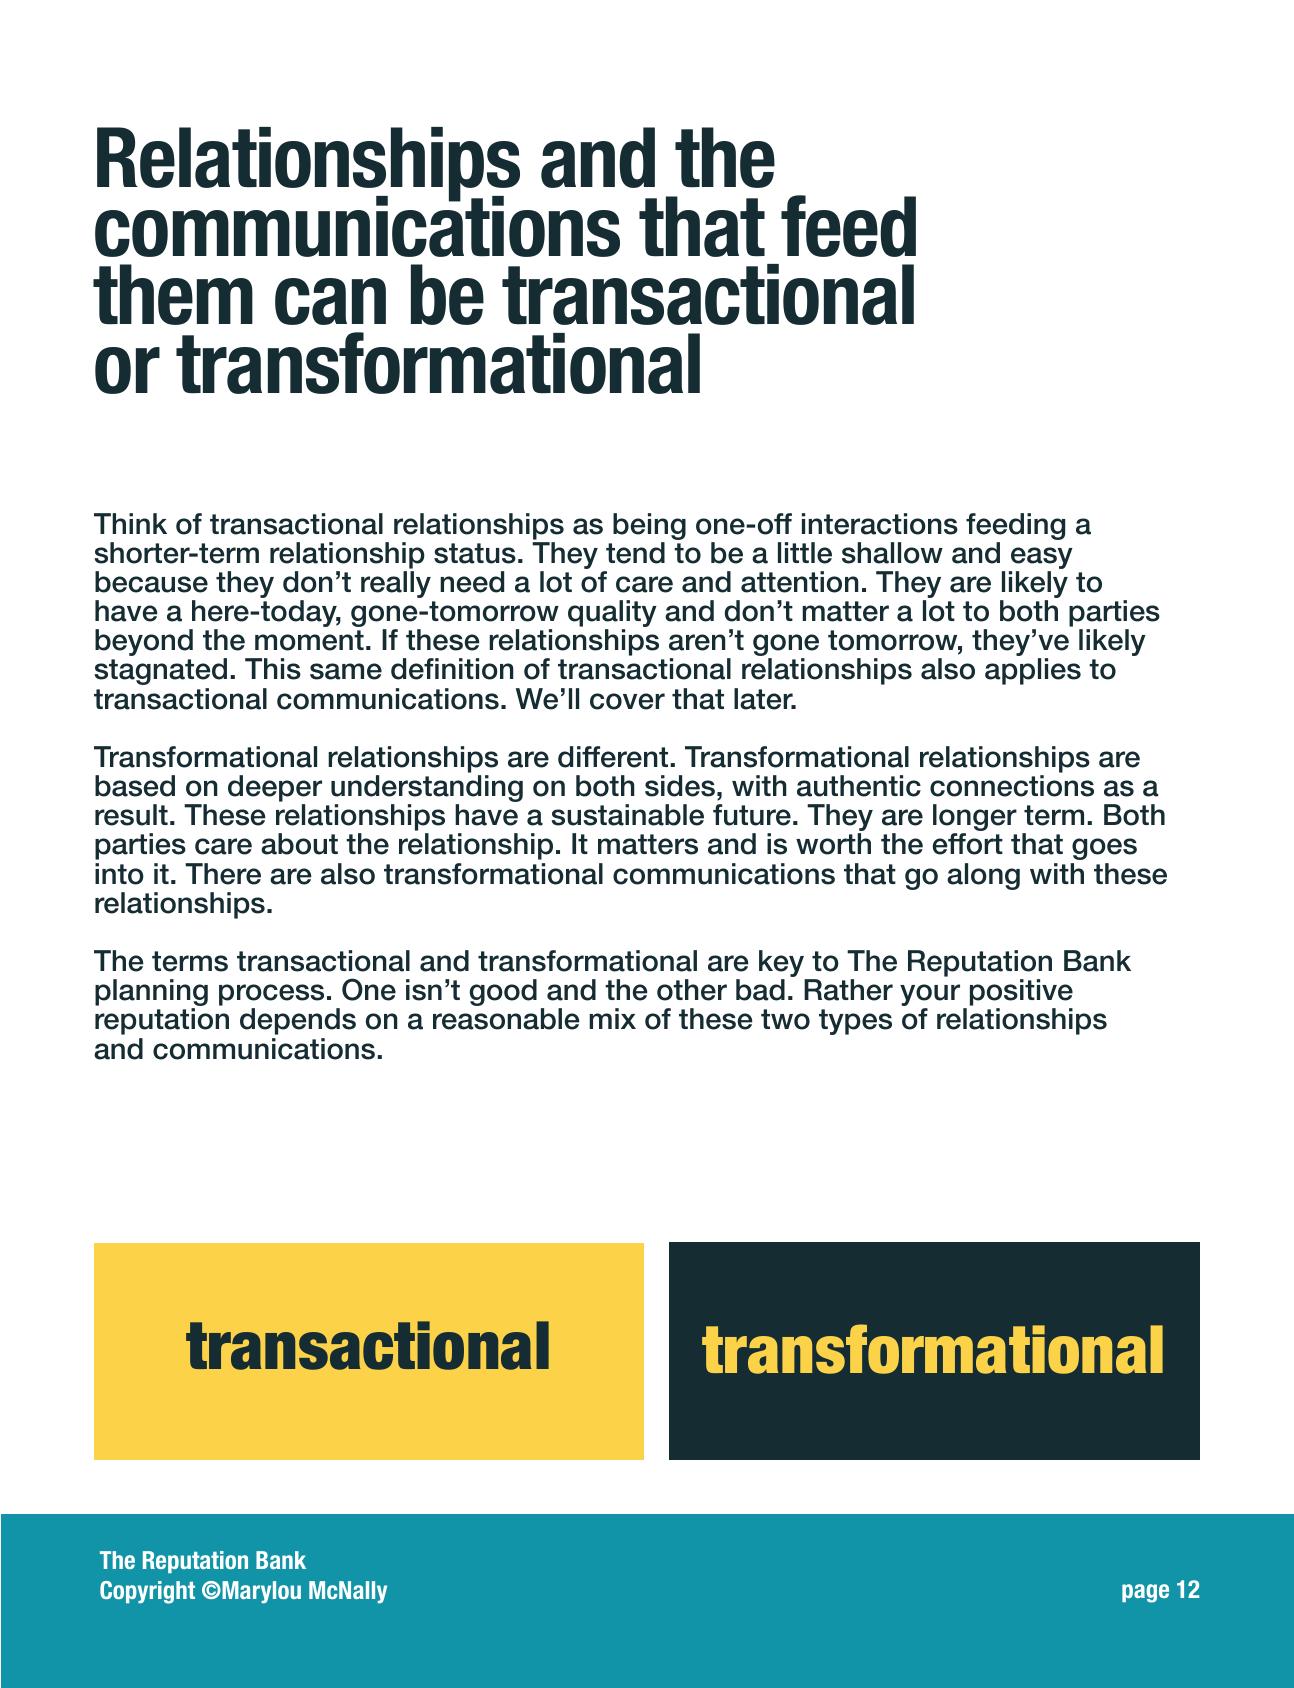 Relationships and the
communications that feed
them can be transactional
or transformational
Think of transactional relationships as being one-off interactions feeding a
shorter-term relationship status. They tend to be a little shallow and easy
because they don’t really need a lot of care and attention. They are likely to
have a here-today, gone-tomorrow quality and don’t matter a lot to both parties
beyond the moment. If these relationships aren’t gone tomorrow, they’ve likely
stagnated. This same definition of transactional relationships also applies to
transactional communications. We’ll cover that later.
Transformational relationships are different. Transformational relationships are
based on deeper understanding on both sides, with authentic connections as a
result. These relationships have a sustainable future. They are longer term. Both
parties care about the relationship. It matters and is worth the effort that goes
into it. There are also transformational communications that go along with these
relationships.
The terms transactional and transformational are key to The Reputation Bank
planning process. One isn’t good and the other bad. Rather your positive
reputation depends on a reasonable mix of these two types of relationships
and communications.
transactional
transformational
The Reputation Bank
Copyright ©Marylou McNally
page 12